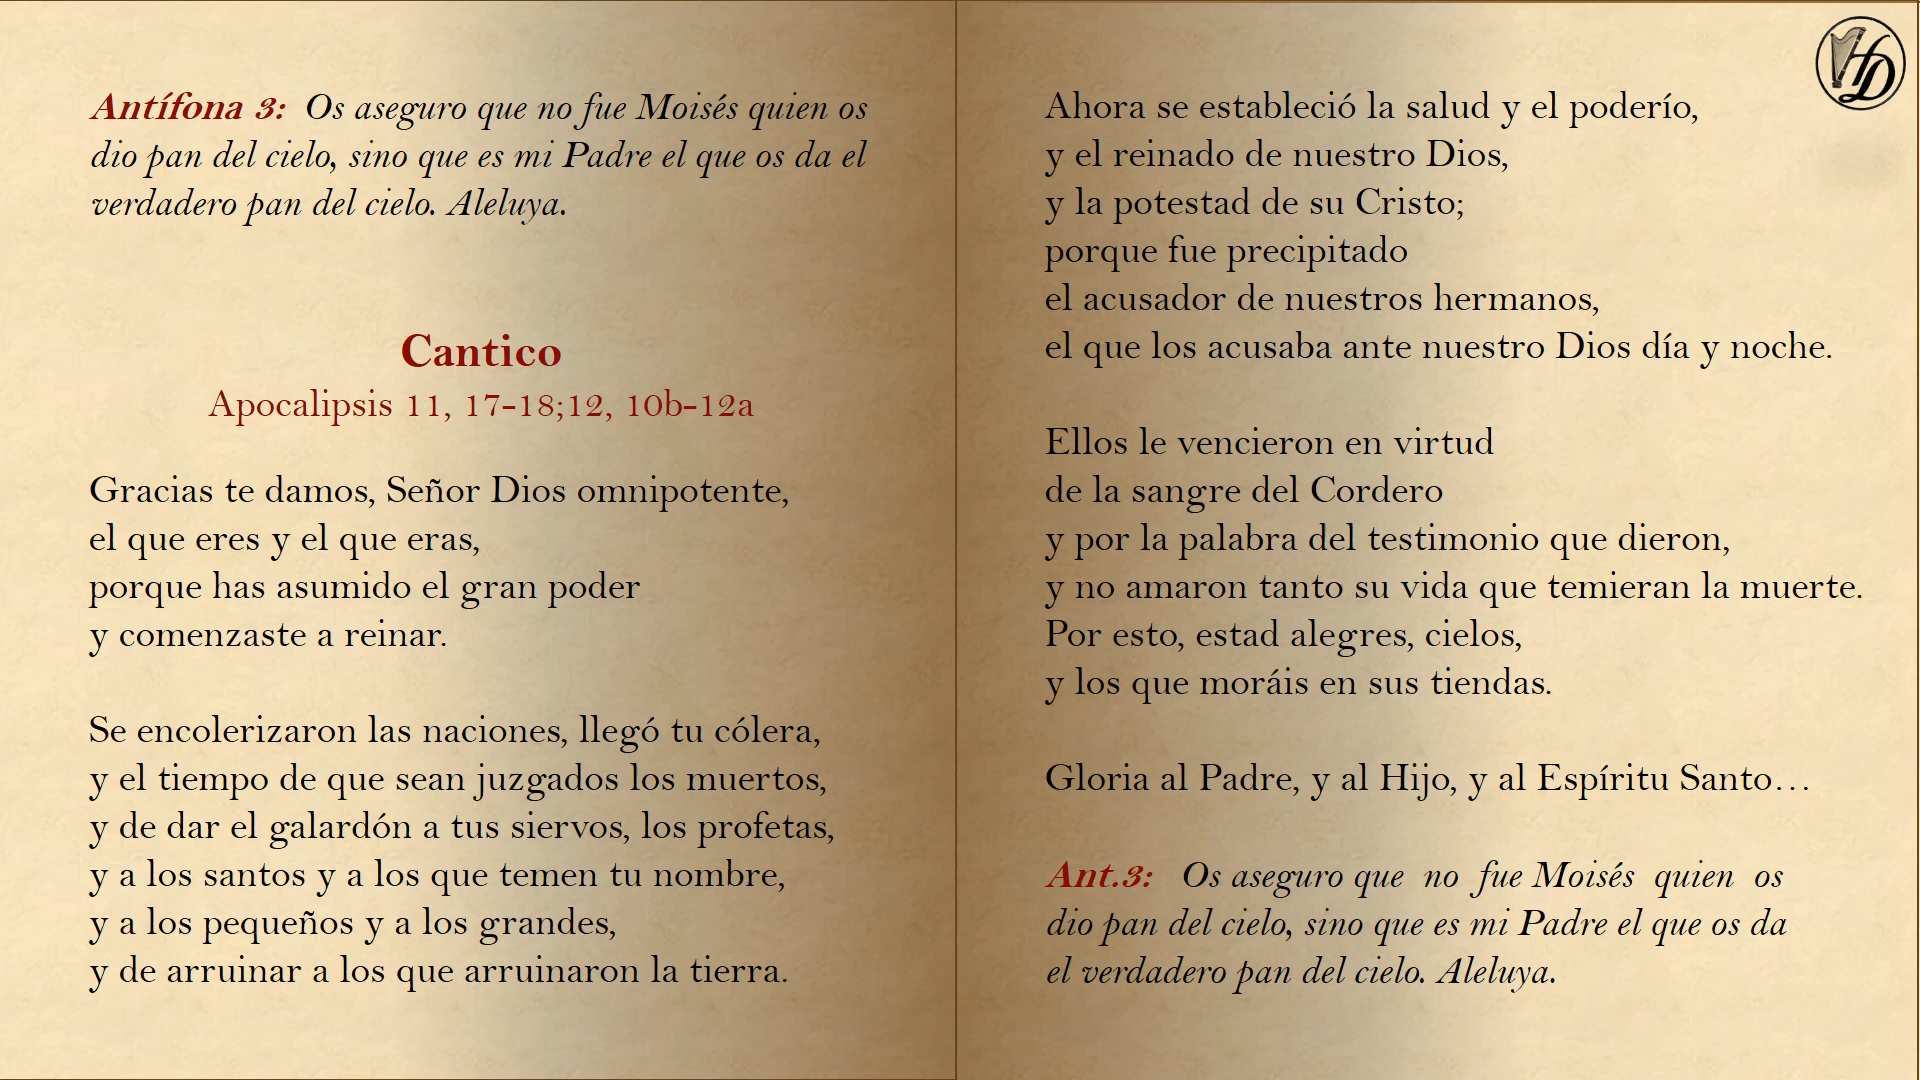 Antífona 3: Os aseguro que no fue Moisés quien os
dio pan del cielo, sino que es mi Padre el que os da el
verdadero pan del cielo. Aleluya.
Cantico
Apocalipsis 11, 17-18;12, 10b-12a
Gracias te damos, Señor Dios omnipotente,
el que eres y el que eras,
porque has asumido el gran poder
y comenzaste a reinar.
Se encolerizaron las naciones, llegó tu cólera,
y el tiempo de que sean juzgados los muertos,
y de dar el galardón a tus siervos, los profetas,
y a los santos y a los que temen tu nombre,
y a los pequeños y a los grandes,
y de arruinar a los que arruinaron la tierra.
HD
Ahora se estableció la salud y el poderío,
y el reinado de nuestro Dios,
y la potestad de su Cristo;
porque fue precipitado
el acusador de nuestros hermanos,
el que los acusaba ante nuestro Dios día y noche.
Ellos le vencieron en virtud
de la sangre del Cordero
y por la palabra del testimonio que dieron,
y no amaron tanto su vida que temieran la muerte.
Por esto, estad alegres, cielos,
y los que moráis en sus tiendas.
Gloria al Padre, y al Hijo, y al Espíritu Santo…
Ant.3: Os aseguro que no fue Moisés quien os
dio pan del cielo, sino que es mi Padre el que os da
el verdadero pan del cielo. Aleluya.